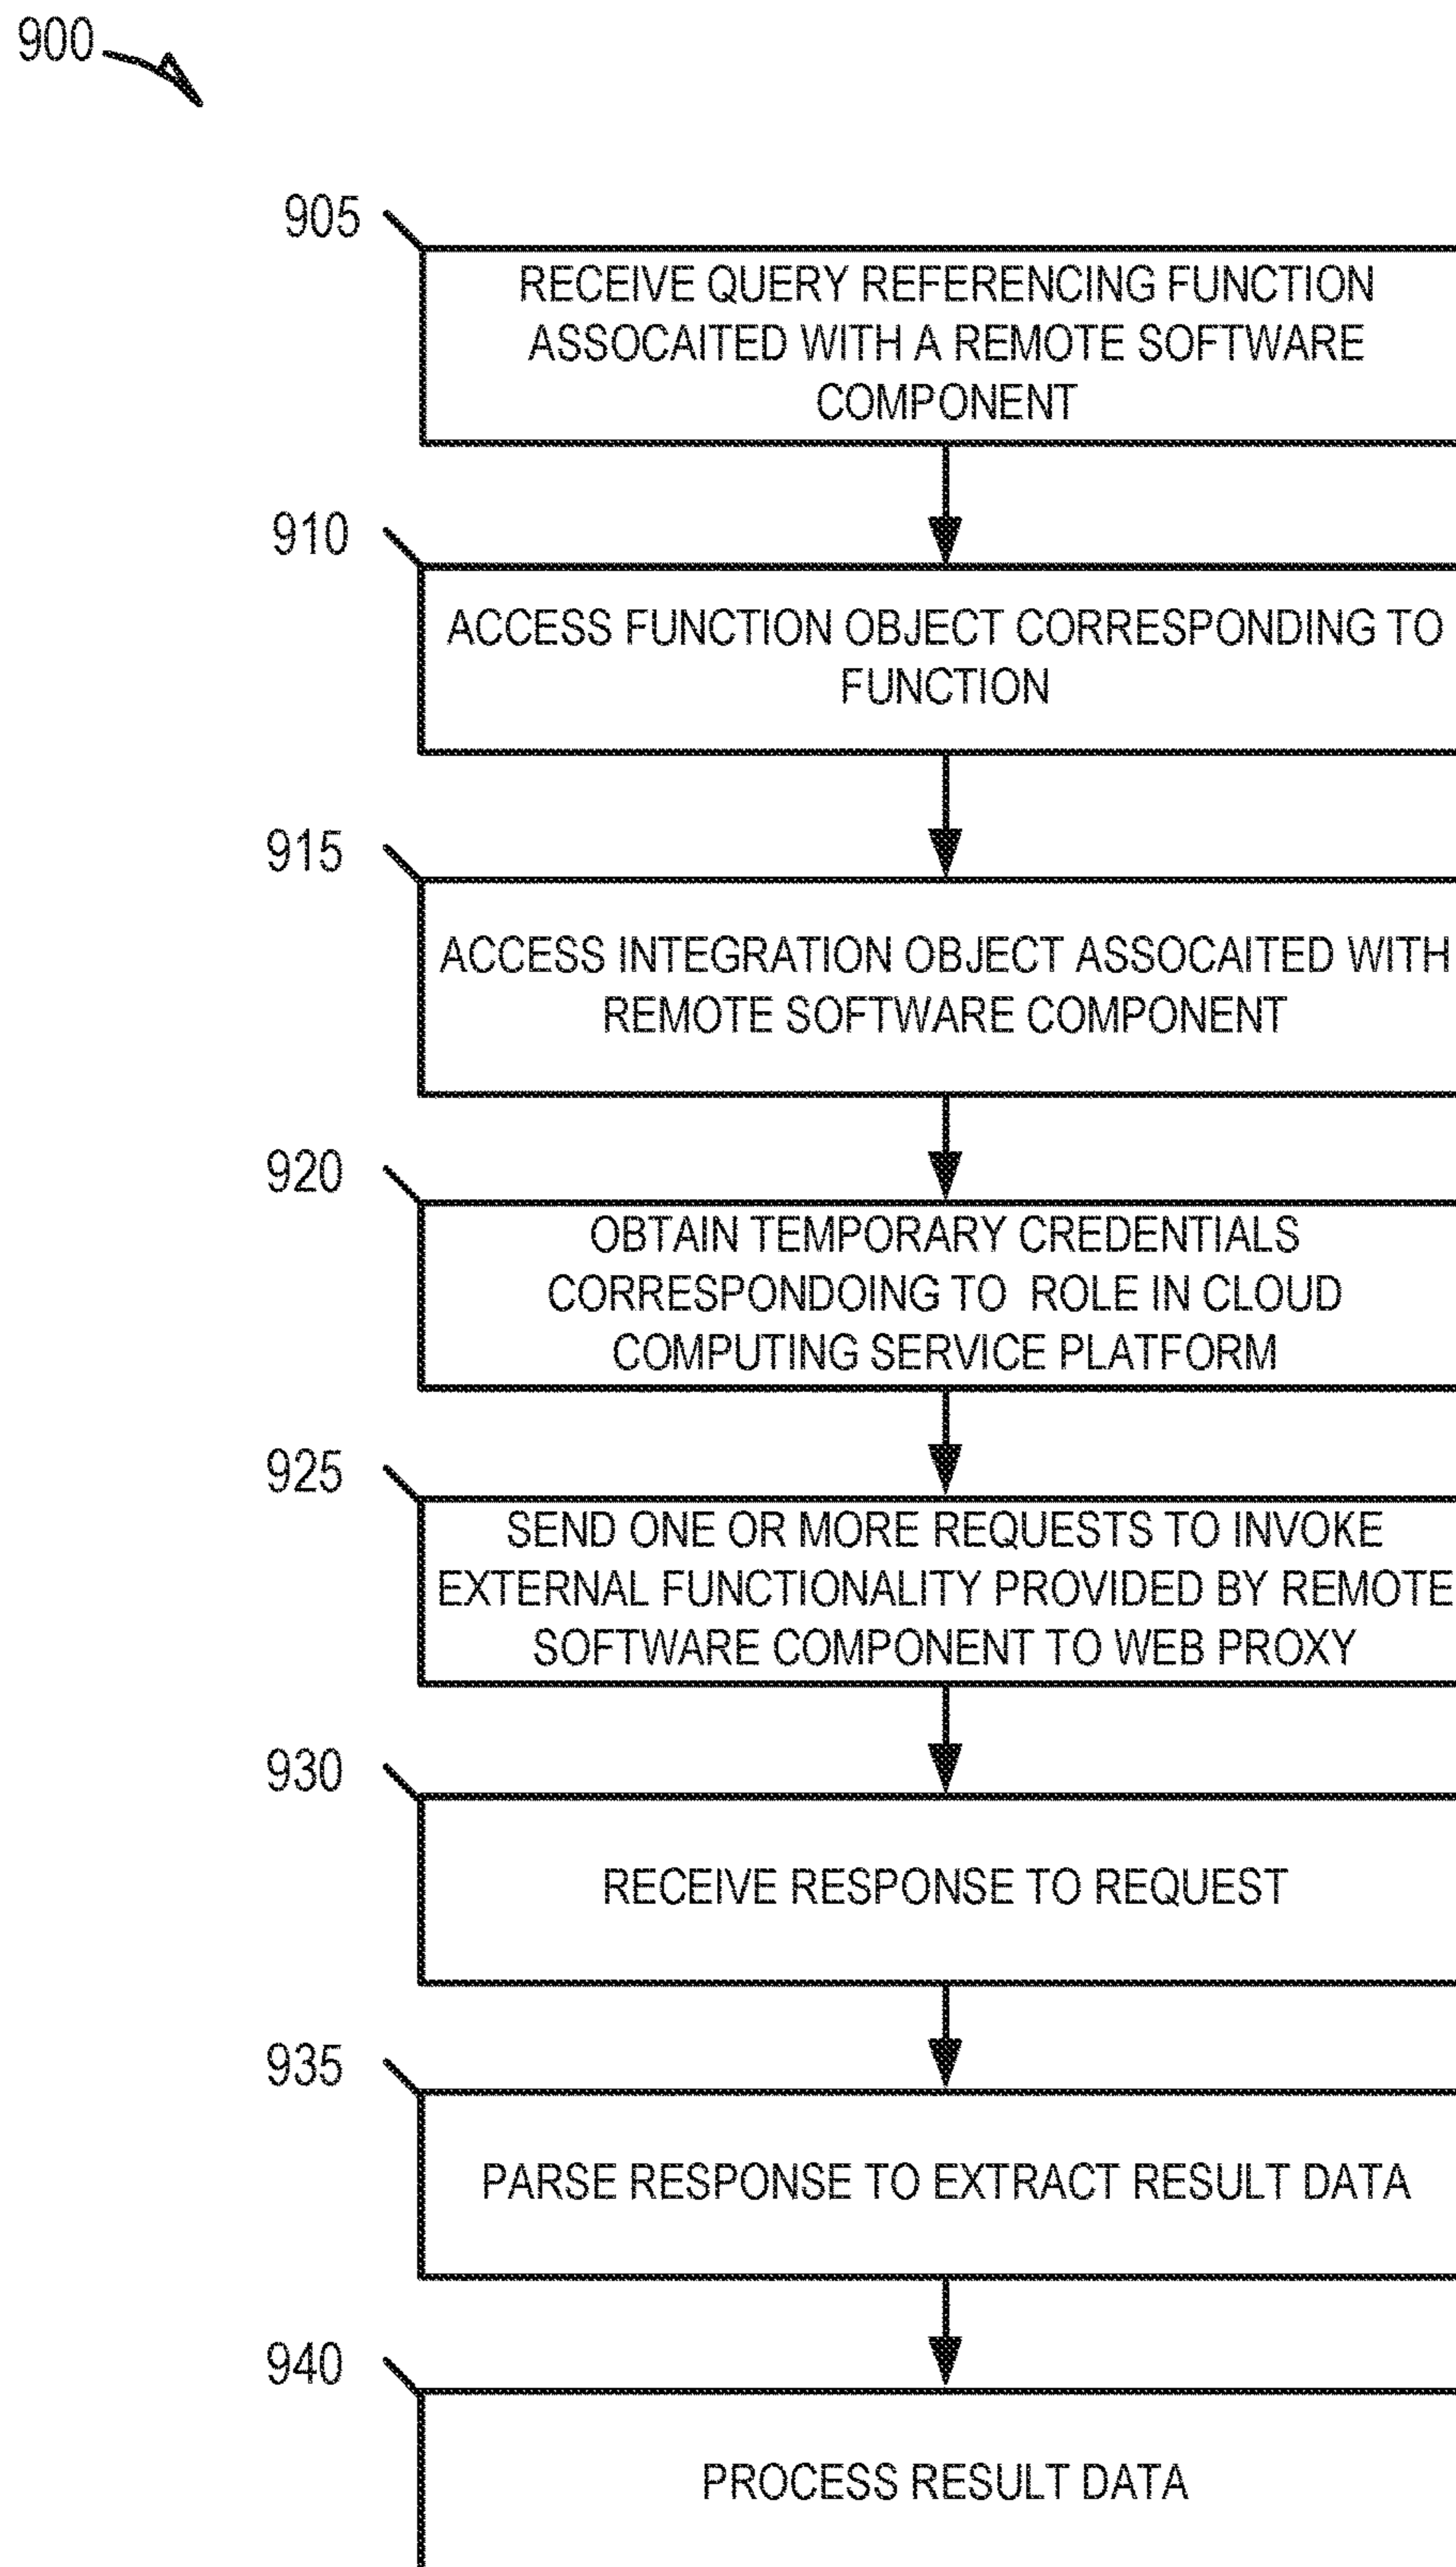 900
905
RECEIVE QUERY REFERENCING FUNCTION
ASSOCAITED WITH A REMOTE SOFTWARE
COMPONENT
910
ACCESS FUNCTION OBJECT CORRESPONDING TO
FUNCTION
915
ACCESS INTEGRATION OBJECT ASSOCAITED WITH
REMOTE SOFTWARE COMPONENT
920
OBTAIN TEMPORARY CREDENTIALS
CORRESPONDOING TO ROLE IN CLOUD
COMPUTING SERVICE PLATFORM
925
SEND ONE OR MORE REQUESTS TO INVOKE
EXTERNAL FUNCTIONALITY PROVIDED BY REMOTE
SOFTWARE COMPONENT TO WEB PROXY
930
RECEIVE RESPONSE TO REQUEST
935
PARSE RESPONSE TO EXTRACT RESULT DATA
940
PROCESS RESULT DATA